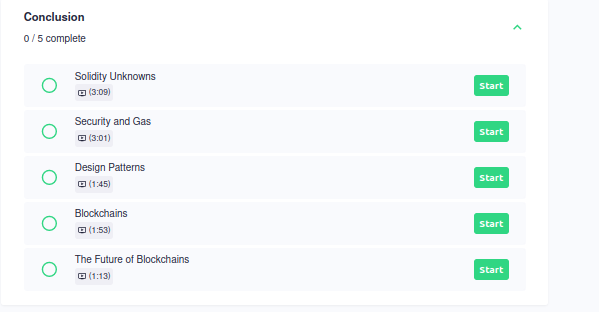 Conclusion
0 / 5 complete
Solidity Unknowns
(3:09)
Start
Security and Gas
(3:01)
Start
Design Patterns
(1:45)
Start
Blockchains
(1:53)
Start
The Future of Blockchains
(1:13)
Start